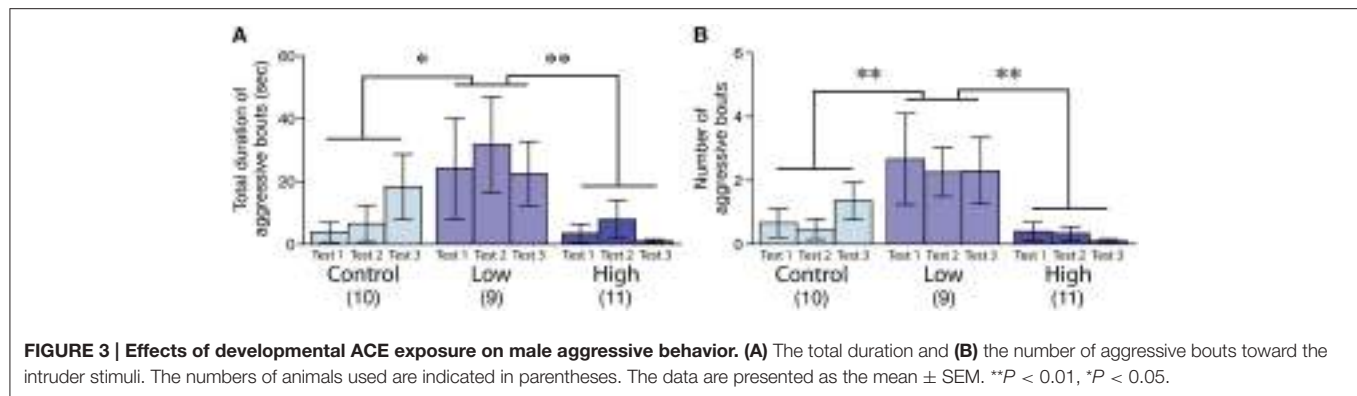 A
Total duration of
aggressive bouts (sec)
60
40
20
0
*
**
Test 1 Test 2 Test 3
Test 1 Test 2 Test 3
Test 1 Test 2 Test 3
Control
(10)
Low
(9)
High
(11)
B
Number of
aggressive bouts
6
4
2
0
**
**
Test 1 Test 2 Test 3
Test 1 Test 2 Test 3
Test 1 Test 2 Test 3
Control
(10)
Low
(9)
High
(11)
FIGURE 3 | Effects of developmental ACE exposure on male aggressive behavior. (A) The total duration and (B) the number of aggressive bouts toward the
intruder stimuli. The numbers of animals used are indicated in parentheses. The data are presented as the mean ± SEM. **P < 0.01, *P < 0.05.